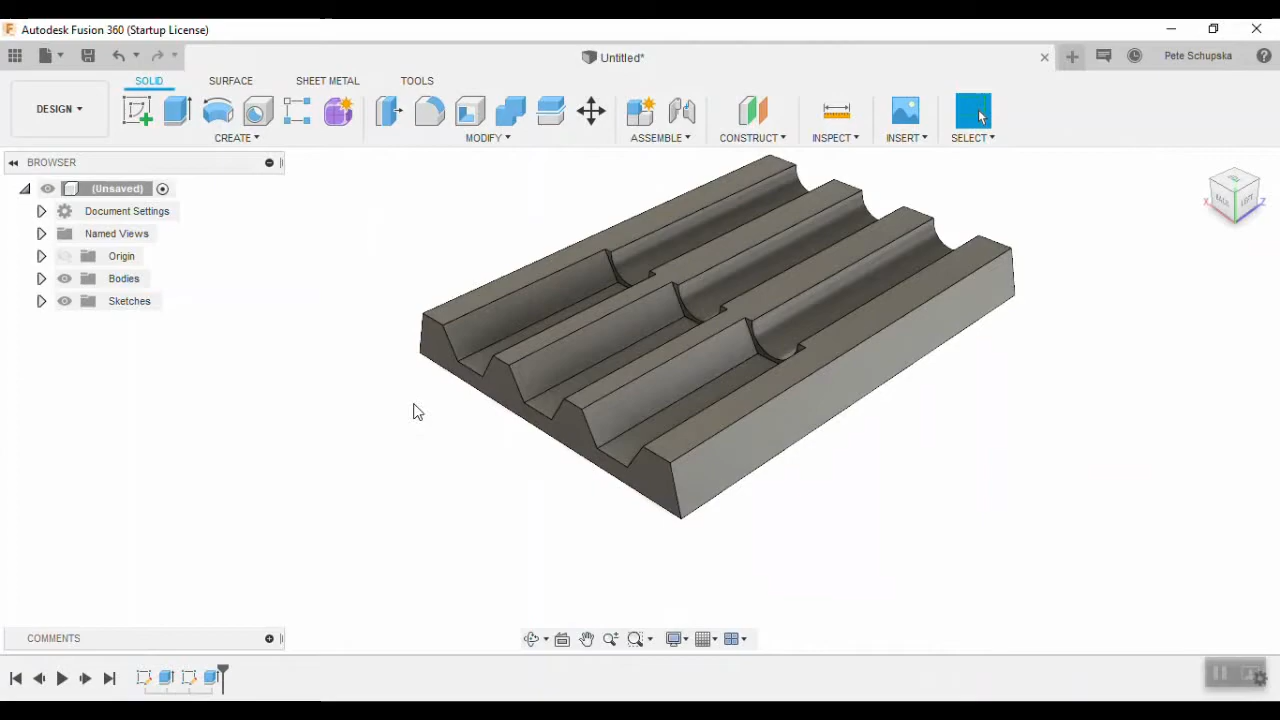 Autodesk Fusion 360 (Startup License)
Untitled*
Pete Schupska
SOLID SURFACE SHEET METAL TOOLS
DESIGN
CREATE MODIFY ASSEMBLE CONSTRUCT INSPECT INSERT SELECT
BROWSER
(Unsaved)
Document Settings
Named Views
Origin
Bodies
Sketches
X
Z
LEFT
COMMENTS